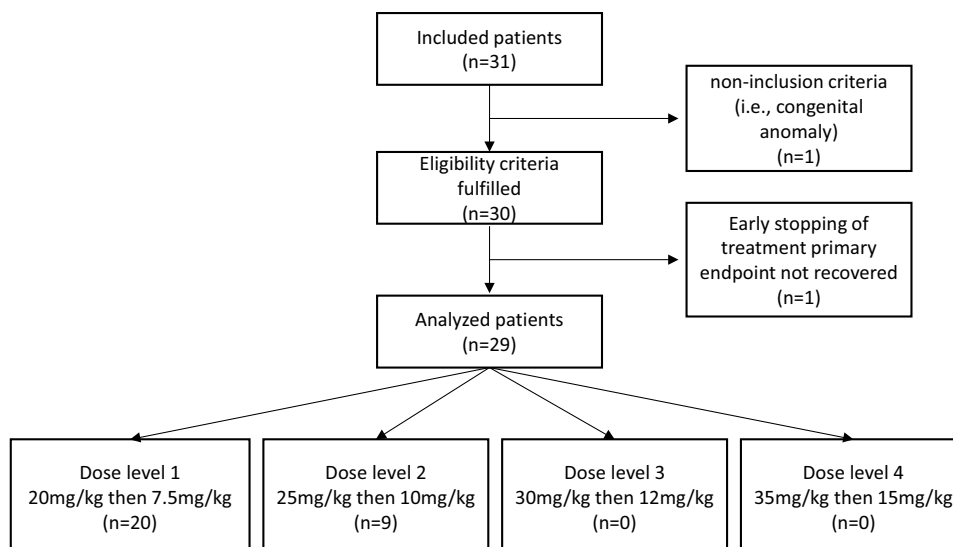 Included patients
(n=31)
non-inclusion criteria
(i.e., congenital
anomaly)
(n=1)
Eligibility criteria
fulfilled
(n=30)
Early stopping of
treatment primary
endpoint not recovered
(n=1)
Analyzed patients
(n=29)
Dose level 1
20mg/kg then 7.5mg/kg
(n=20)
Dose level 2
25mg/kg then 10mg/kg
(n=9)
Dose level 3
30mg/kg then 12mg/kg
(n=0)
Dose level 4
35mg/kg then 15mg/kg
(n=0)